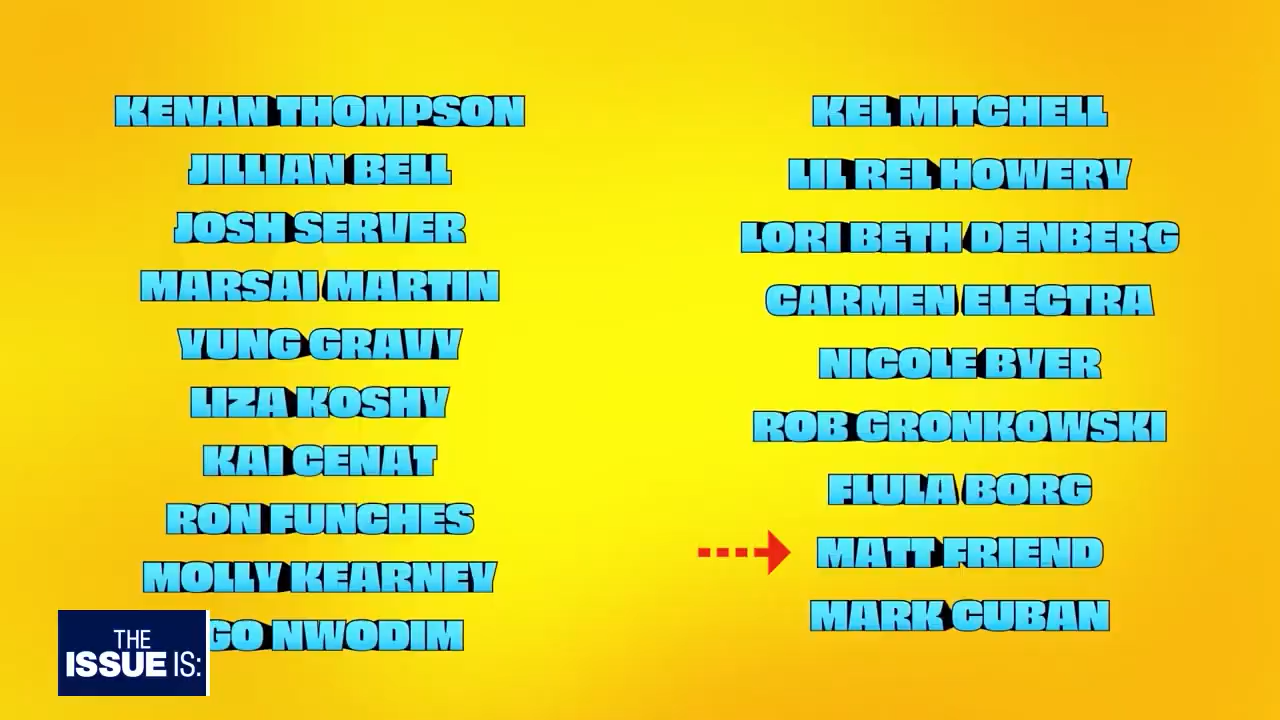 KENAN THOMPSON
JILLIAN BELL
JOSH SERVER
MARSAI MARTIN
YUNG GRAVY
LIZA KOSHY
KAI CENAT
RON FUNCHES
MOLLY KEARNEY
GO NWODIM
KEL MITCHELL
LIL REL HOWERY
LORI BETH DENBERG
CARMEN ELECTRA
NICOLE BYER
ROB GRONKOWSKI
FLULA BORG
MATT FRIEND
MARK CUBAN
THE
ISSUE IS: